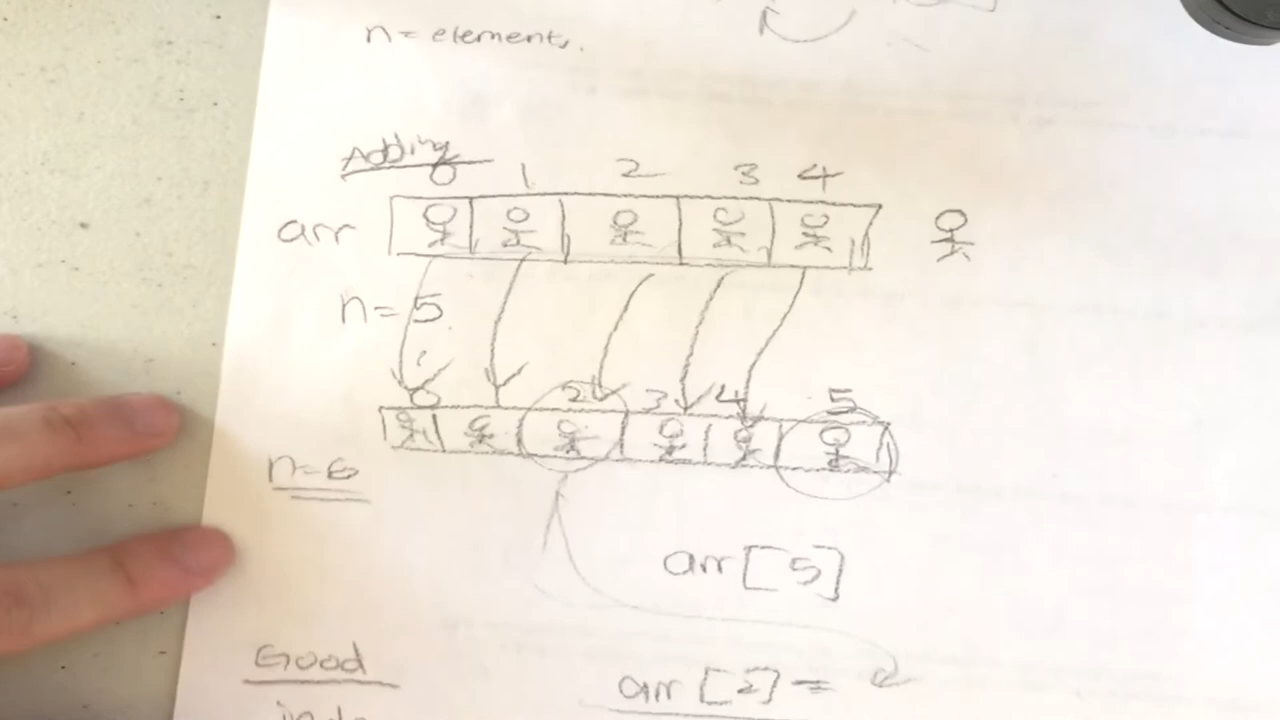 n = elements.
Adding
0 1 2 3 4
arr
n = 5
0 2 3 4 5
n = 6
arr [5]
Good
arr [2] =